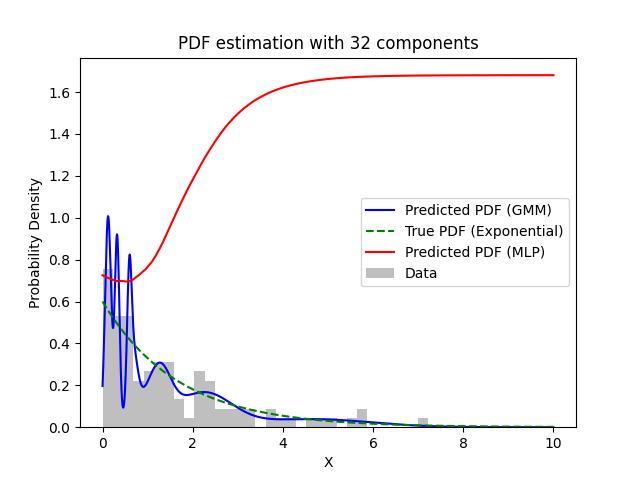 PDF estimation with 32 components
Probability Density
1.6
1.4
1.2
1.0
0.8
0.6
0.4
0.2
0.0
Predicted PDF (GMM)
True PDF (Exponential)
Predicted PDF (MLP)
Data
0 2 4 6 8 10
X